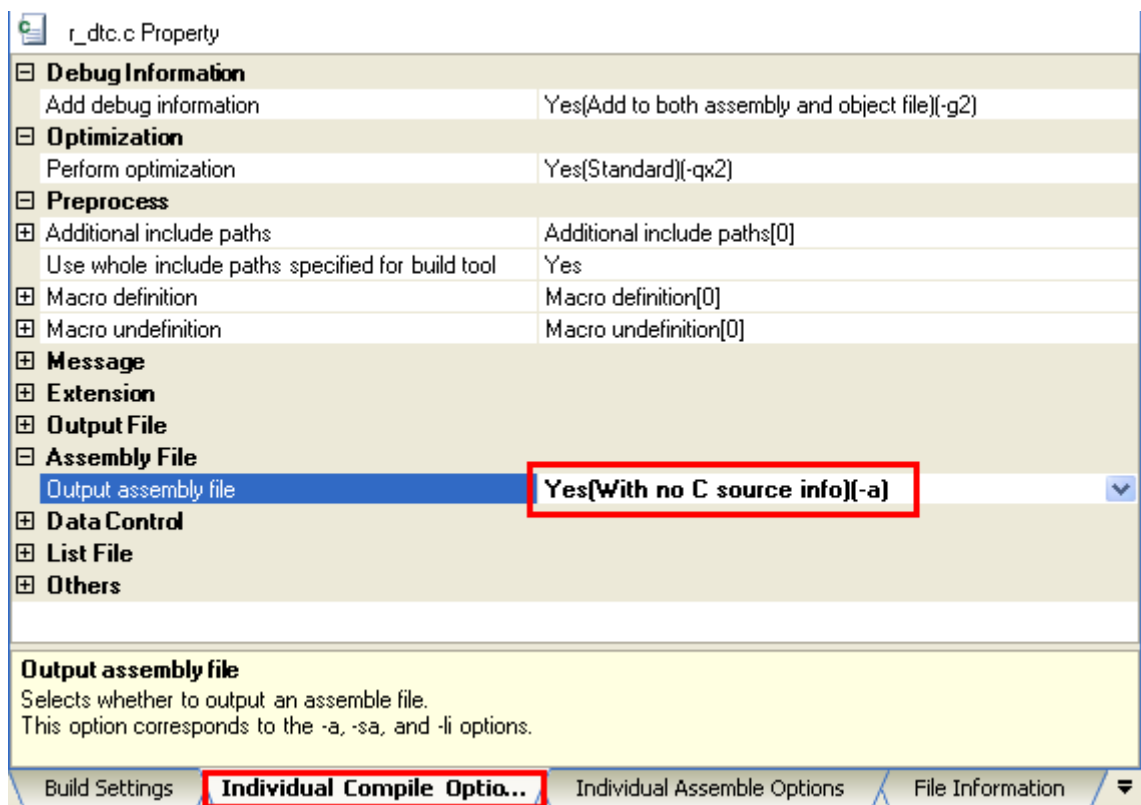 r_dtc.c Property
Debug Information
Add debug information Yes(Add to both assembly and object file)(-g2)
Optimization
Perform optimization Yes(Standard)(-qx2)
Preprocess
Additional include paths Additional include paths[0]
Use whole include paths specified for build tool Yes
Macro definition Macro definition[0]
Macro undefinition Macro undefinition[0]
Message
Extension
Output File
Assembly File
Output assembly file Yes(With no C source info)(-a)
Data Control
List File
Others
Output assembly file
Selects whether to output an assemble file.
This option corresponds to the -a, -sa, and -li options.
Build Settings Individual Compile Optio... Individual Assemble Options File Information